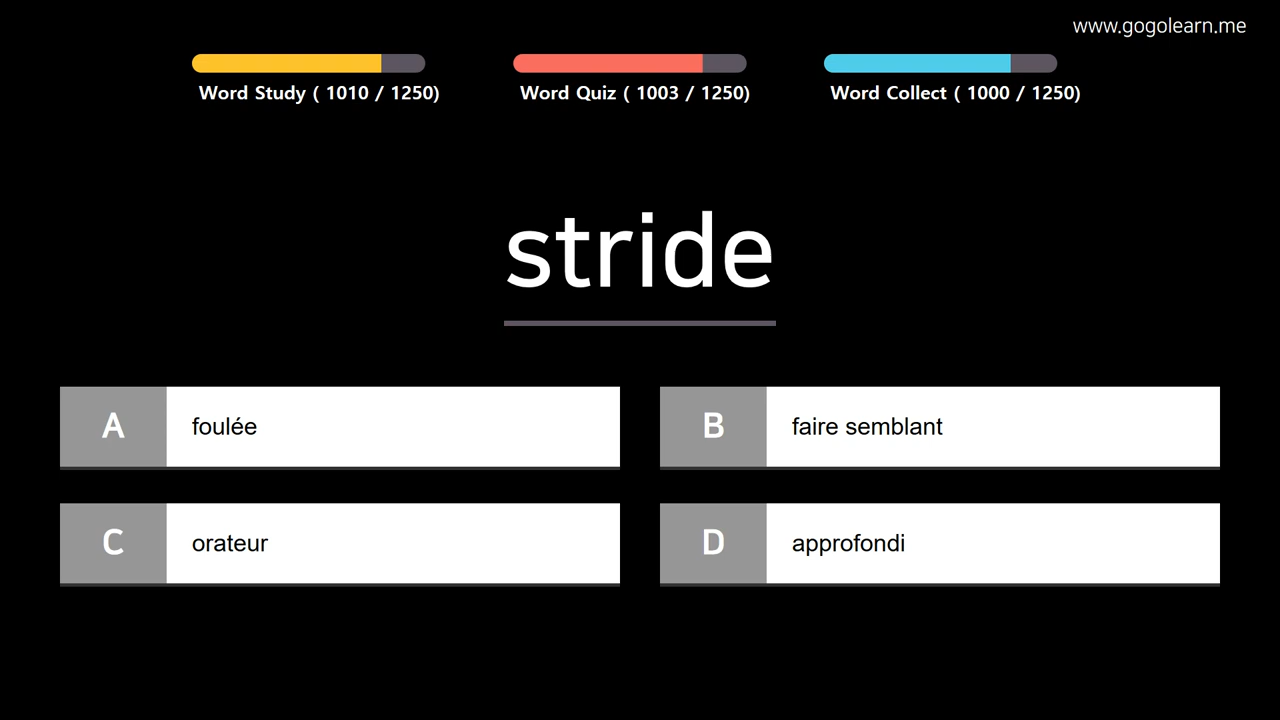 www.gogolearn.me
Word Study ( 1010 / 1250)
Word Quiz ( 1003 / 1250)
Word Collect ( 1000 / 1250)
stride
A
foulée
B
faire semblant
C
orateur
D
approfondi